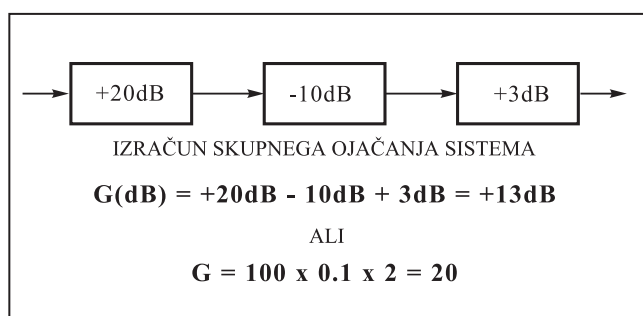 +20dB -10dB +3dB
IZRAČUN SKUPNEGA OJAČANJA SISTEMA
G(dB) = +20dB - 10dB + 3dB = +13dB
ALI
G = 100 x 0.1 x 2 = 20